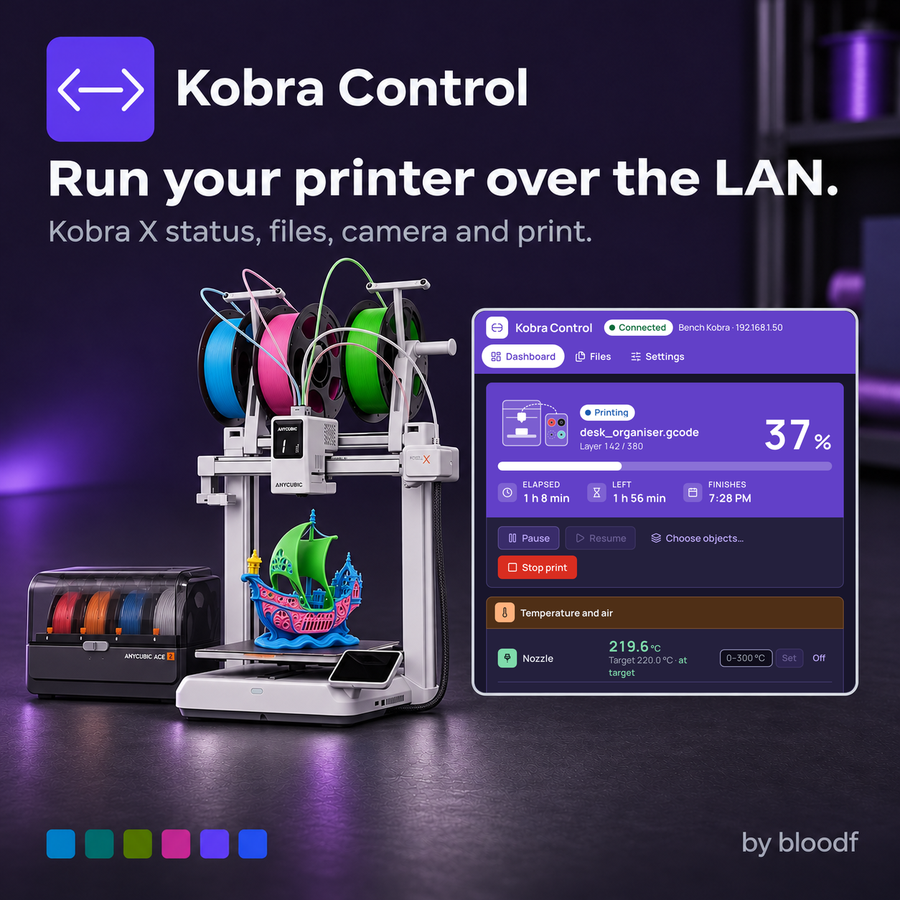 Kobra Control
Run your printer over the LAN.
Kobra X status, files, camera and print.
Kobra Control
Connected
Bench Kobra · 192.168.1.50
Dashboard
Files
Settings
Printing
desk_organiser.gcode
Layer 142 / 380
37%
ELAPSED
1 h 8 min
LEFT
1 h 56 min
FINISHES
7:28 PM
Pause
Resume
Choose objects...
Stop print
Temperature and air
Nozzle
219.6 °C
Target 220.0 °C · at
target
0–300 °C
Set
Off
ANYCUBIC
ANYCUBIC
X
ANYCUBIC ACE 2
by bloodf